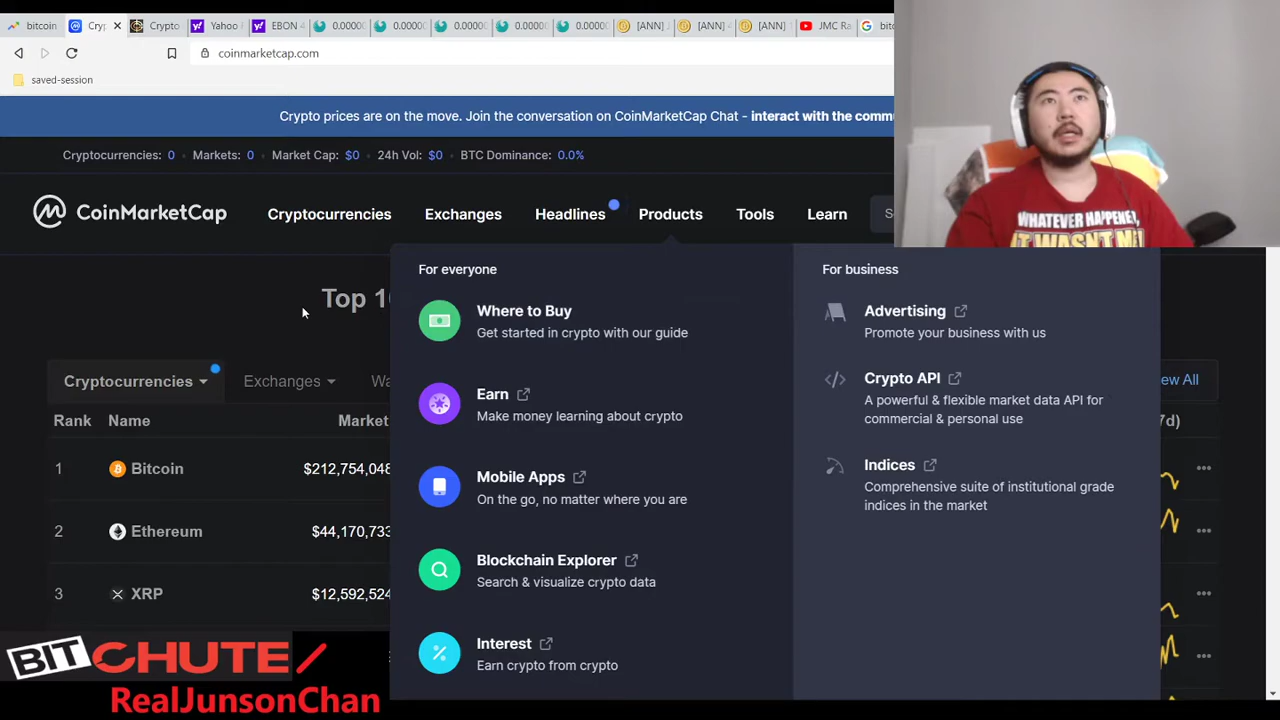 bitcoin
Cryp
Crypto
Yahoo
EBON
0.0000
0.0000
0.0000
0.0000
0.0000
[ANN]
[ANN]
[ANN]
JMC Ra
bitc
coinmarketcap.com
saved-session
Crypto prices are on the move. Join the conversation on CoinMarketCap Chat - interact with the commu
Cryptocurrencies: 0 Markets: 0 Market Cap: $0 24h Vol: $0 BTC Dominance: 0.0%
CoinMarketCap
Cryptocurrencies Exchanges Headlines Products Tools Learn
WHATEVER HAPPENED,
IT WASN'T ME!
For everyone
Where to Buy
Get started in crypto with our guide
Earn
Make money learning about crypto
Mobile Apps
On the go, no matter where you are
Blockchain Explorer
Search & visualize crypto data
Interest
Earn crypto from crypto
For business
Advertising
Promote your business with us
Crypto API
A powerful & flexible market data API for
commercial & personal use
Indices
Comprehensive suite of institutional grade
indices in the market
Top 10
Cryptocurrencies Exchanges Wa
ew All
Rank Name Market
7d)
1 Bitcoin $212,754,048
2 Ethereum $44,170,733
3 XRP $12,592,524
BITCHUTE/
RealJunsonChan